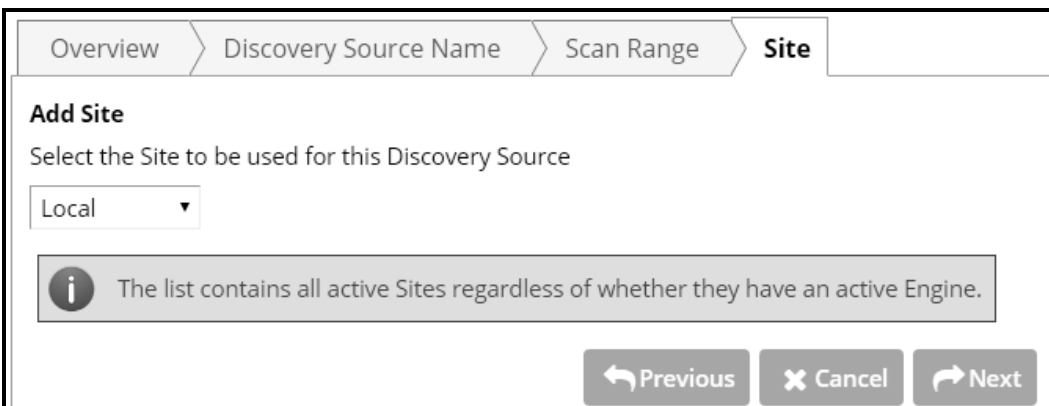 Overview Discovery Source Name Scan Range Site
Add Site
Select the Site to be used for this Discovery Source
Local
The list contains all active Sites regardless of whether they have an active Engine.
Previous Cancel Next